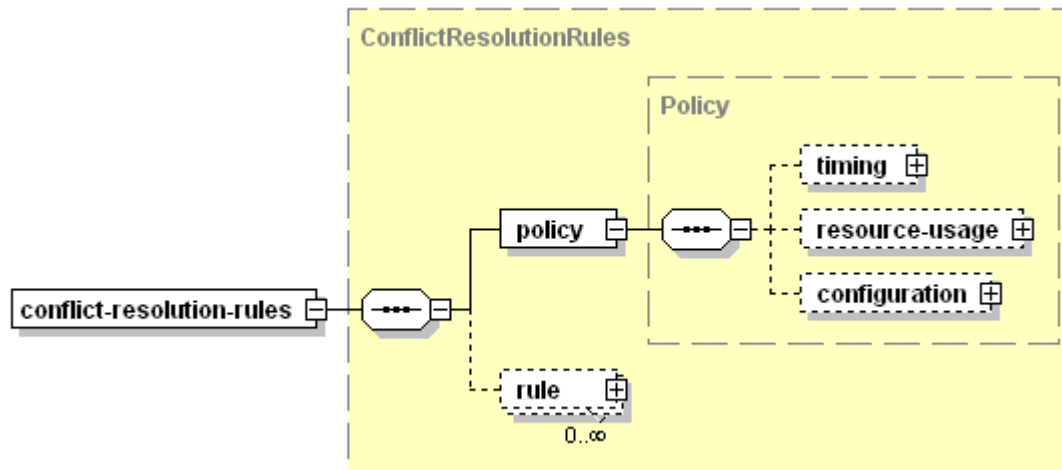 ConflictResolutionRules
Policy
timing
resource-usage
policy
configuration
conflict-resolution-rules
rule
0..∞